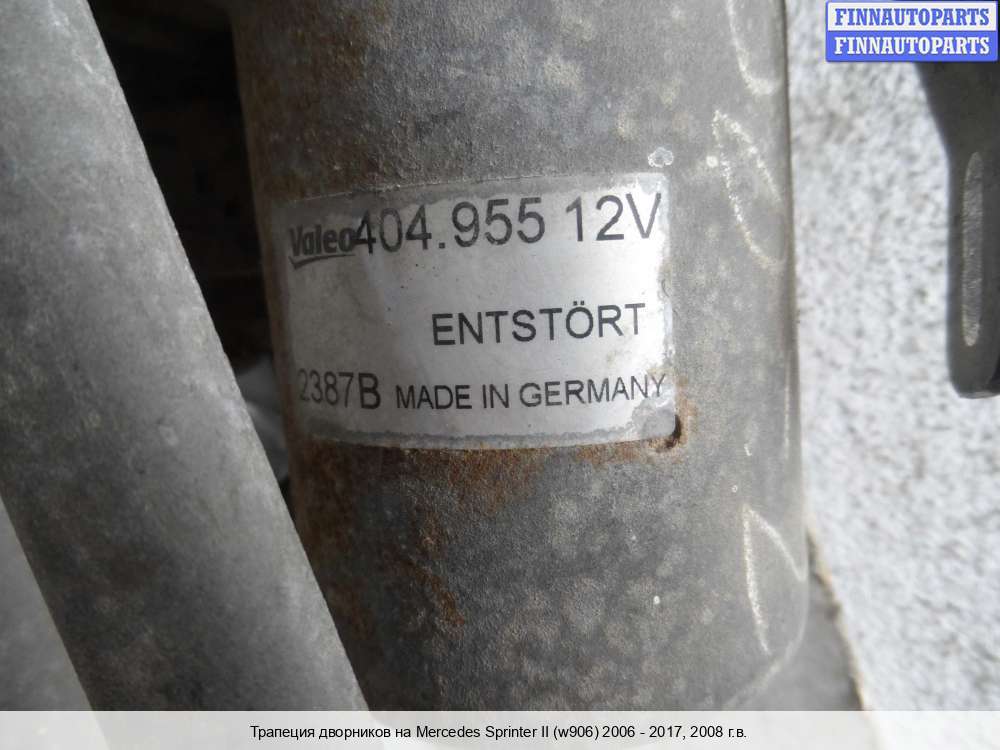 FINNAUTOPARTS
FINNAUTOPARTS
Valeo 404.955 12V
ENTSTÖRT
2387B MADE IN GERMANY
Трапеция дворников на Mercedes Sprinter II (w906) 2006 - 2017, 2008 г.в.